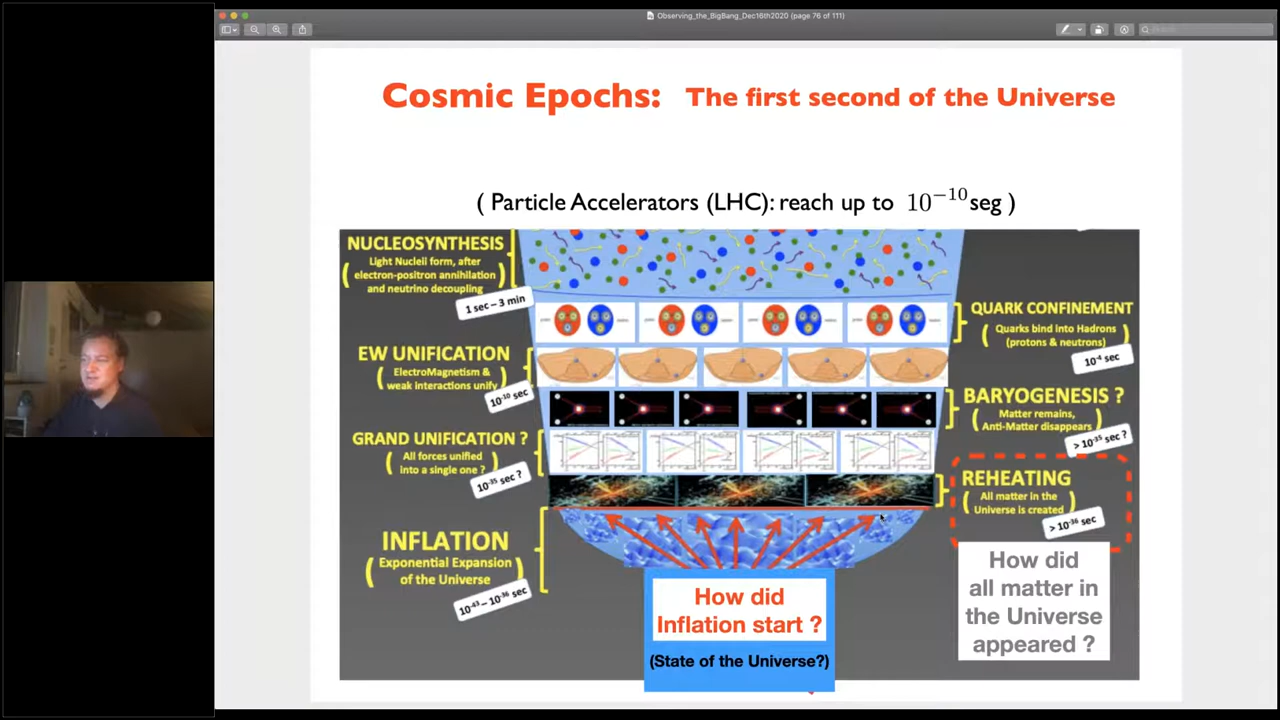 Observing_the_BigBang_Dec16th2020 (page 76 of 111)
Cosmic Epochs: The first second of the Universe
( Particle Accelerators (LHC): reach up to 10^-10 seg )
NUCLEOSYNTHESIS
( Light Nucleii form, after
electron-positron annihilation
and neutrino decoupling )
1 sec – 3 min
QUARK CONFINEMENT
( Quarks bind into Hadrons
(protons & neutrons) )
10^-4 sec
EW UNIFICATION
( ElectroMagnetism &
weak interactions unify )
10^-10 sec
BARYOGENESIS ?
( Matter remains,
Anti-Matter disappears )
> 10^-35 sec ?
GRAND UNIFICATION ?
( All forces unified
into a single one ? )
10^-35 sec ?
REHEATING
( All matter in the
Universe is created )
> 10^-36 sec
INFLATION
( Exponential Expansion
of the Universe )
10^-43 – 10^-36 sec
How did
Inflation start ?
(State of the Universe?)
How did
all matter in
the Universe
appeared ?